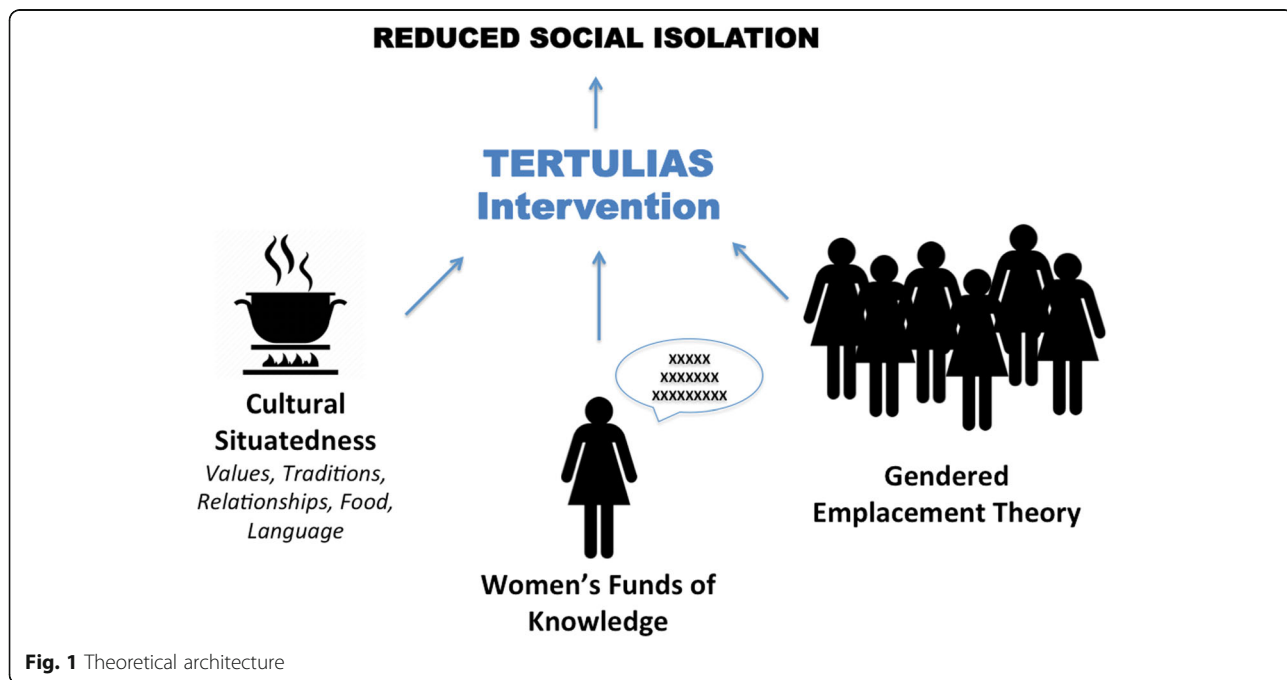 REDUCED SOCIAL ISOLATION
TERTULIAS
Intervention
Cultural
Situatedness
Values, Traditions,
Relationships, Food,
Language
xxxxx
xxxxxxx
xxxxxxxxx
Women’s Funds of
Knowledge
Gendered
Emplacement Theory
Fig. 1 Theoretical architecture